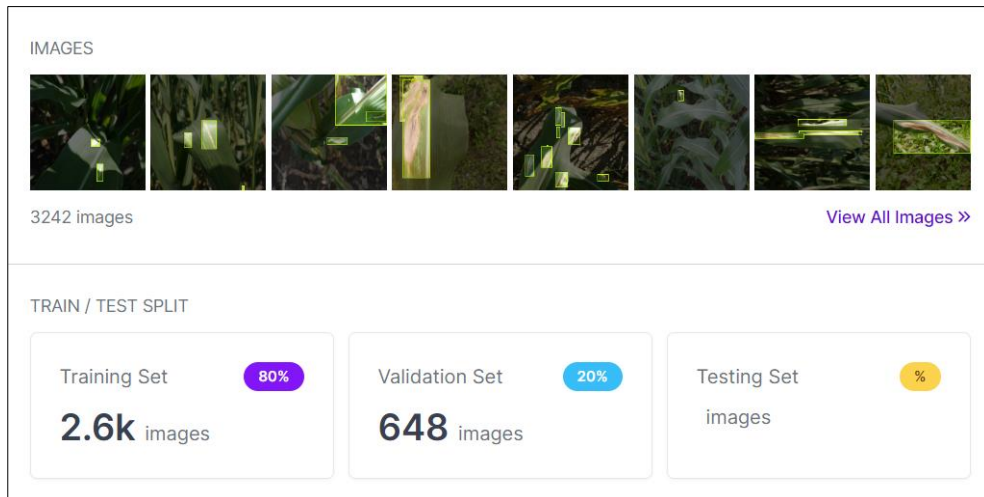 IMAGES
3242 images
View All Images »
TRAIN / TEST SPLIT
Training Set 80%
2.6k images
Validation Set 20%
648 images
Testing Set %
images